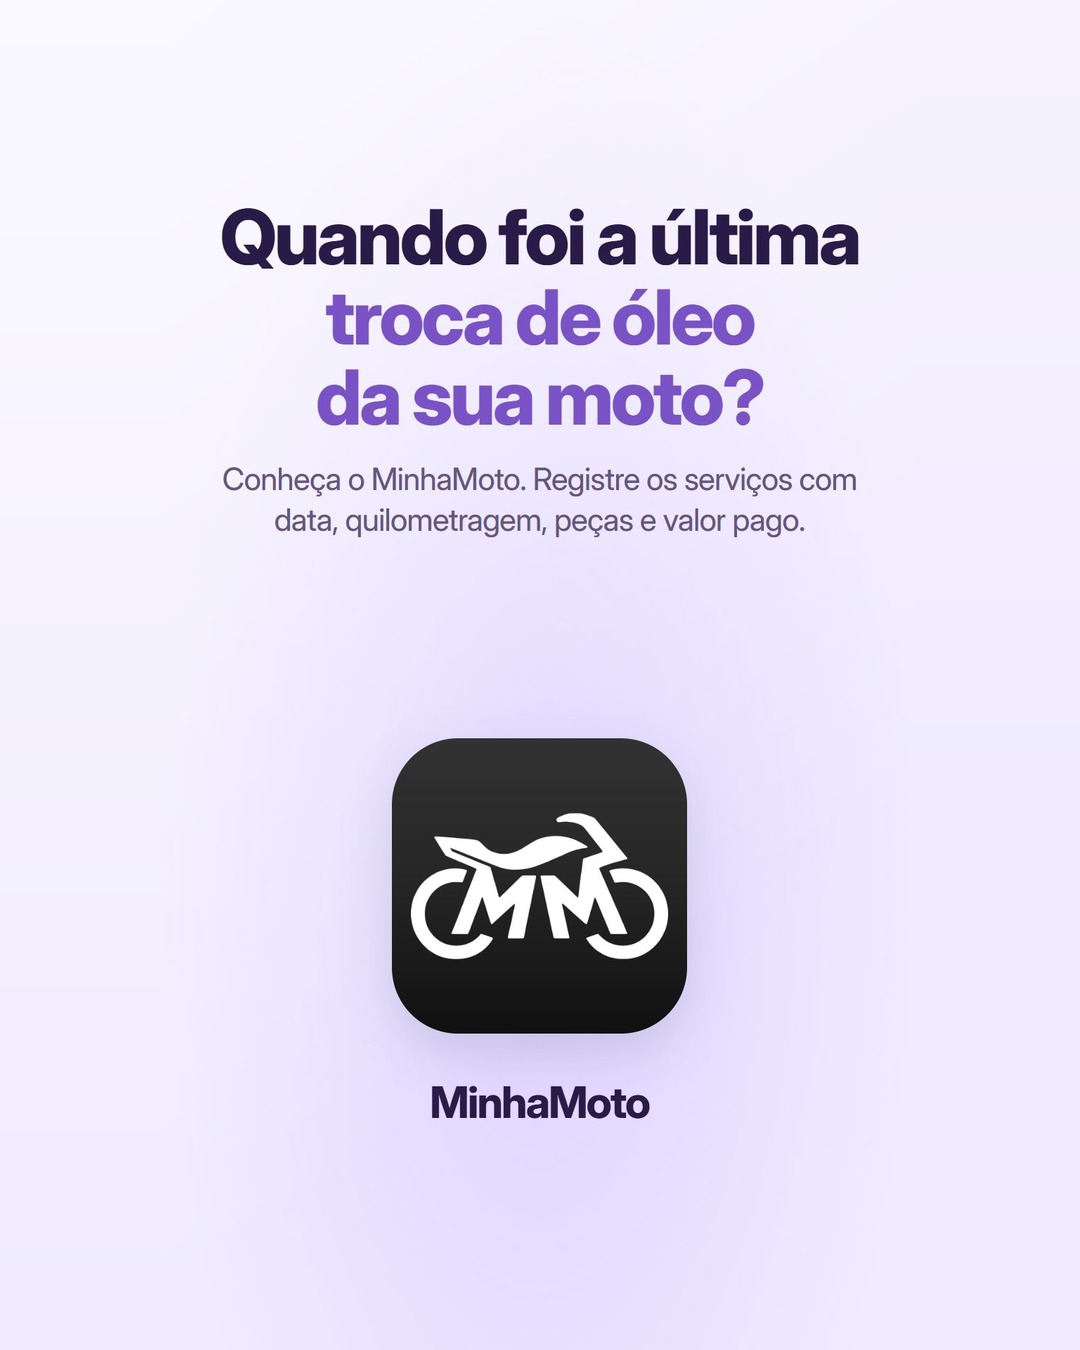 Quando foi a última
troca de óleo
da sua moto?
Conheça o MinhaMoto. Registre os serviços com
data, quilometragem, peças e valor pago.
MM
MinhaMoto